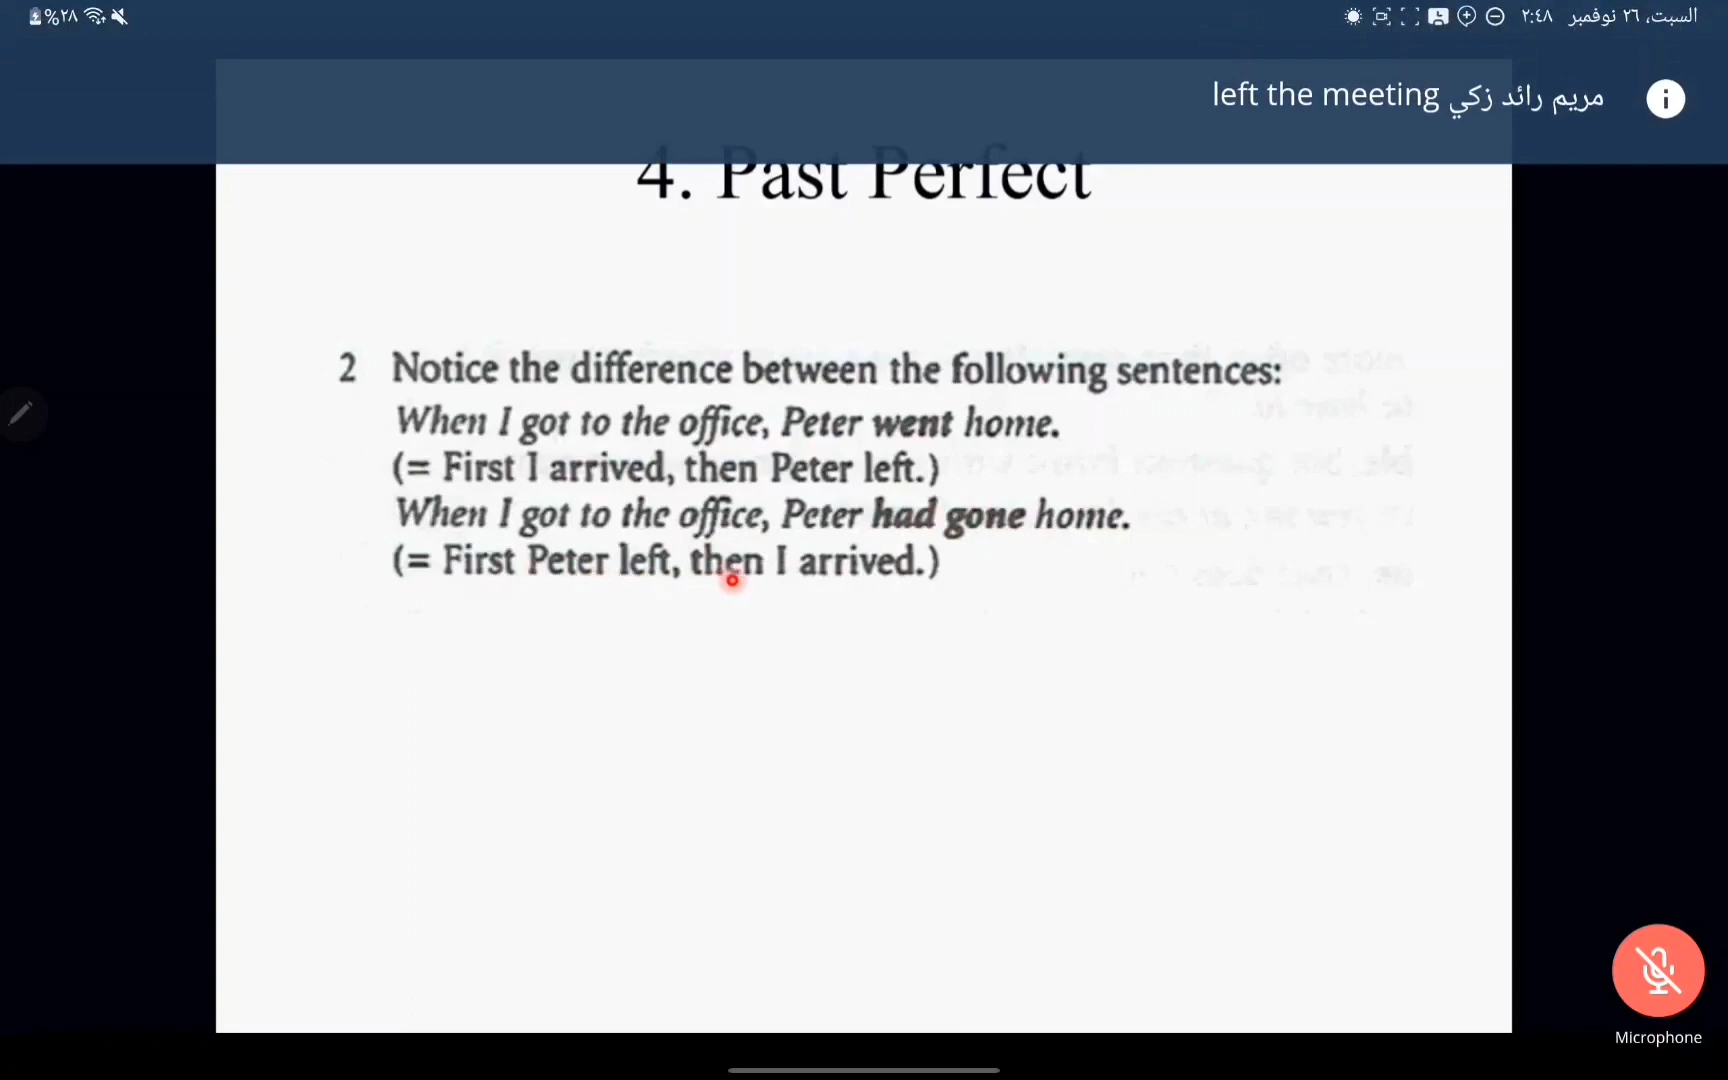 %٢٨
السبت، ٢٦ نوفمبر ٢:٤٨
مريم رائد زكي left the meeting
4. Past Perfect
2 Notice the difference between the following sentences:
When I got to the office, Peter went home.
(= First I arrived, then Peter left.)
When I got to the office, Peter had gone home.
(= First Peter left, then I arrived.)
Microphone